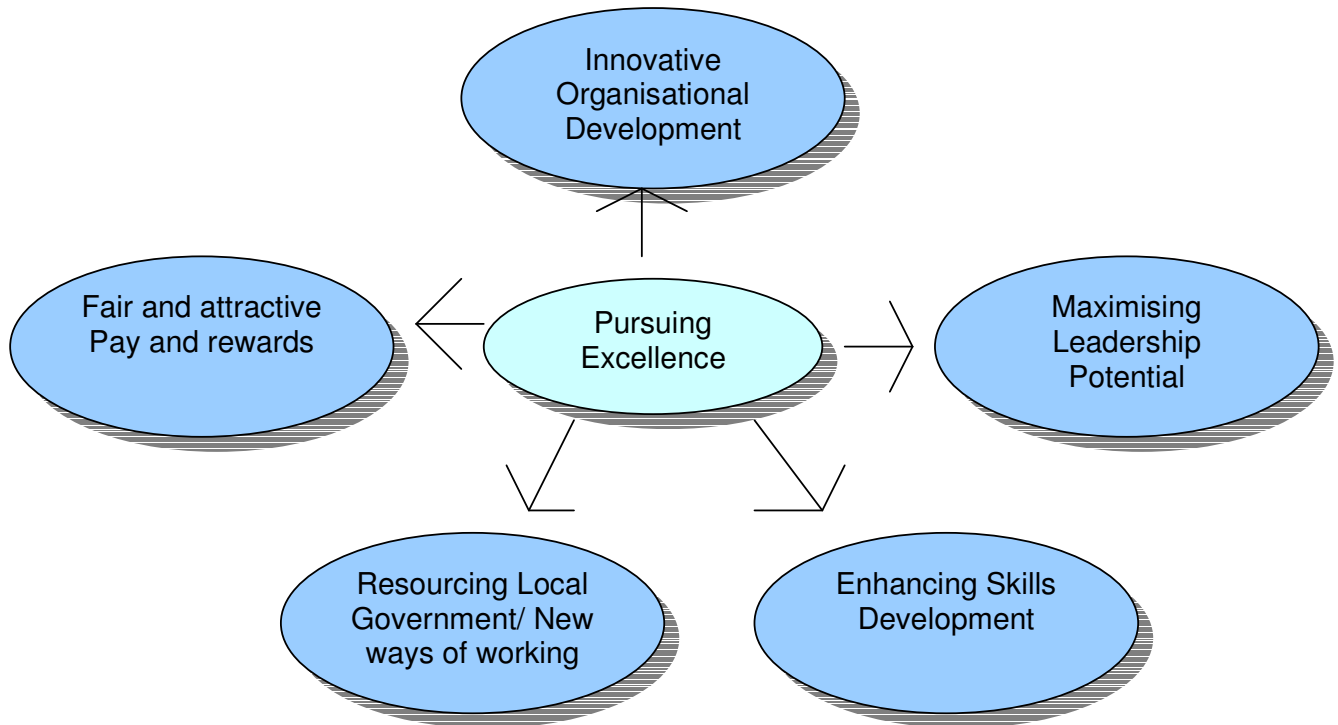 Innovative
Organisational
Development
Fair and attractive
Pay and rewards
Pursuing
Excellence
Maximising
Leadership
Potential
Resourcing Local
Government/ New
ways of working
Enhancing Skills
Development